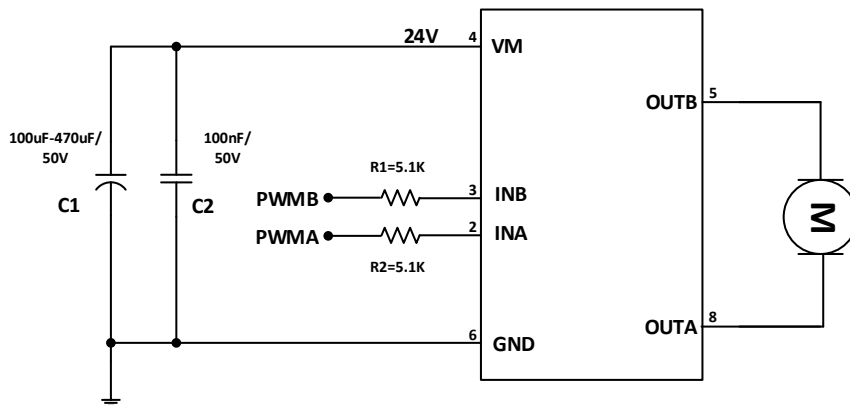 24V
4
VM
5
OUTB
100uF-470uF/
50V
100nF/
50V
C1
C2
R1=5.1K
PWMB
3
INB
PWMA
2
INA
R2=5.1K
M
8
OUTA
6
GND